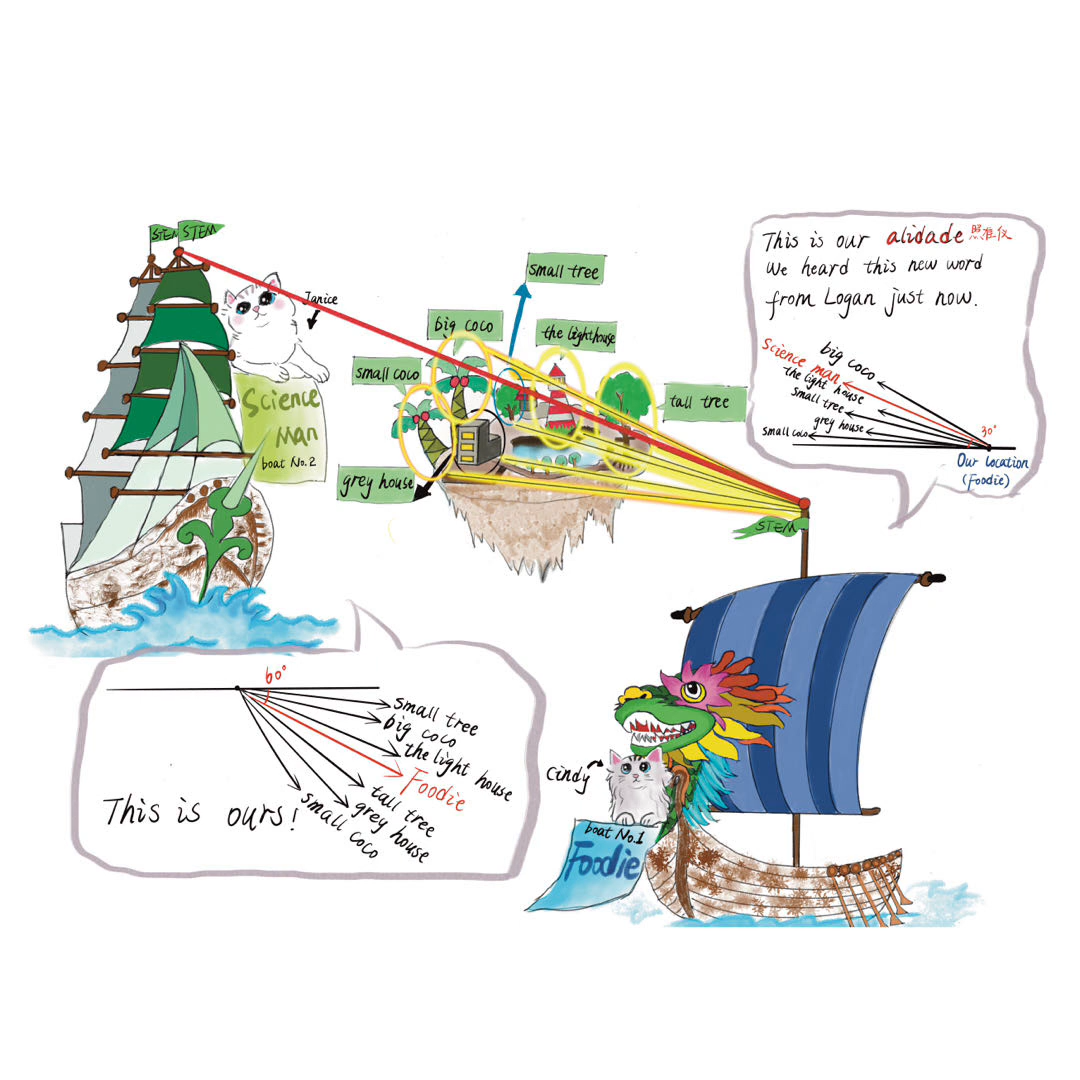 STEM
STEM
Janice
Science
Man
boat No.2
small tree
big coco
the lighthouse
small coco
tall tree
grey house
STEM
This is our alidade 照准仪
We heard this new word
from Logan just now.
big coco
Science man
the light house
small tree
grey house
small coco
30°
Our location
(Foodie)
60°
small tree
big coco
the light house
Foodie
tall tree
grey house
small coco
This is ours!
Cindy
boat No.1
Foodie